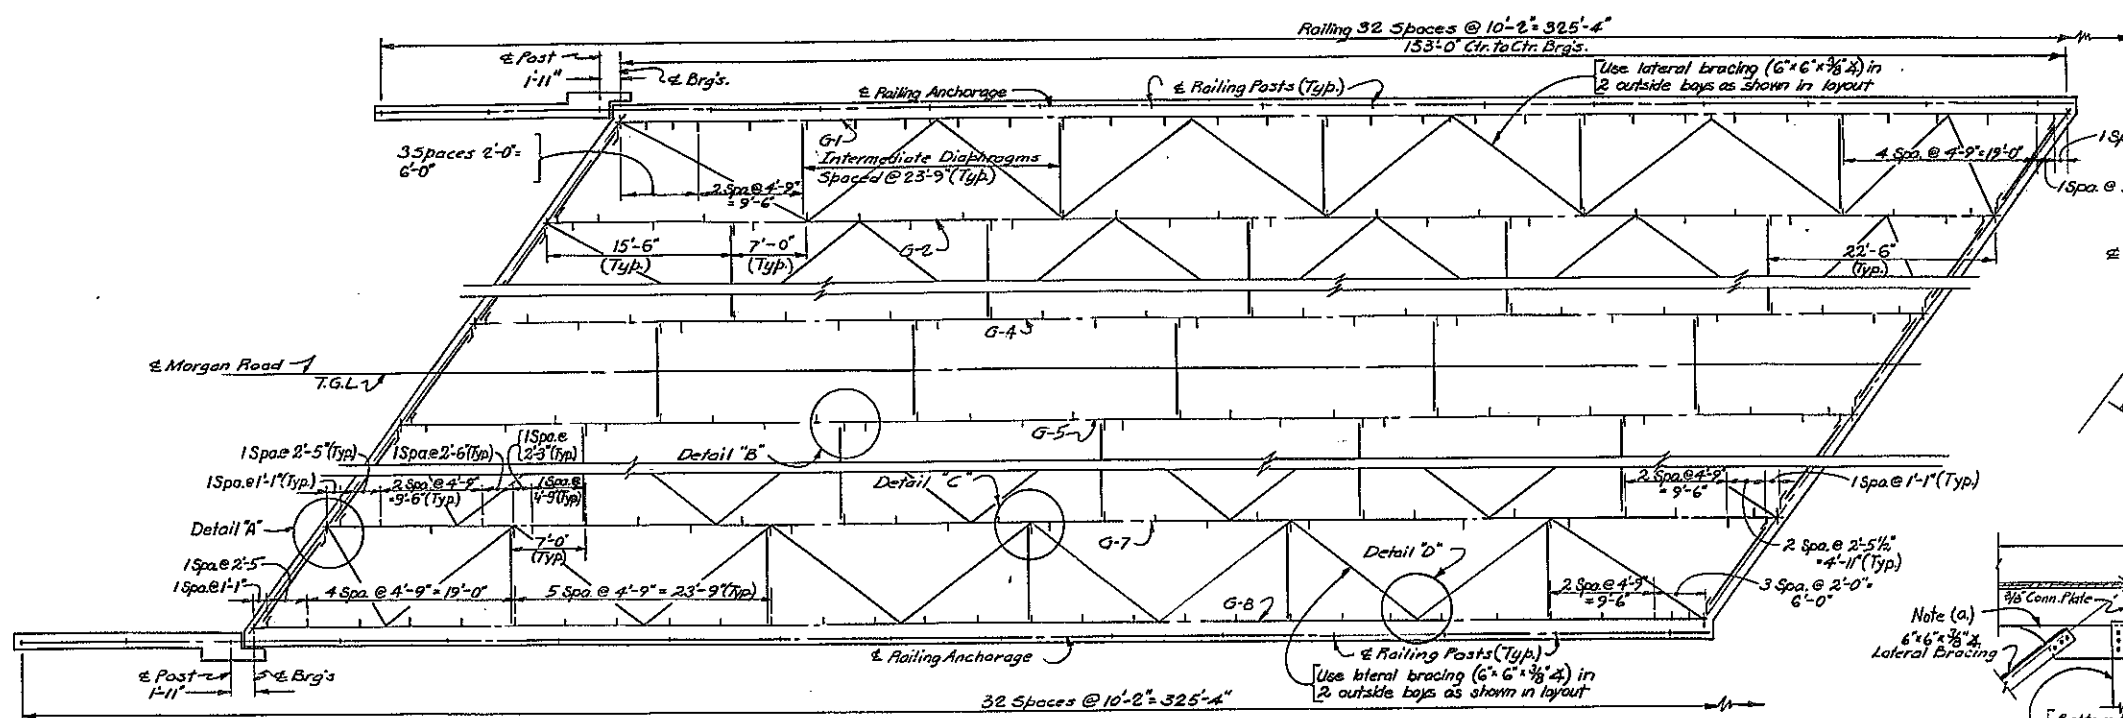 Railing 32 Spaces @ 10'-2" = 325'-4"
153'-0" Ctr. to Ctr. Brg's.
℄ Post
1'-11"
℄ Brg's.
℄ Railing Anchorage
℄ Railing Posts (Typ.)
Use lateral bracing (6"x6"x3/8" ∡) in
2 outside bays as shown in layout
3 Spaces 2'-0" =
6'-0"
G-1
Intermediate Diaphragms
Spaced @ 23'-9" (Typ.)
2 Spa. @ 4'-9"
= 9'-6"
4 Spa. @ 4'-9" = 19'-0"
1 Spa. @
15'-6"
(Typ.)
7'-0"
(Typ.)
G-2
22'-6"
(Typ.)
℄
G-4
℄ Morgan Road
T.G.L.
G-5
1 Spa. @ 2'-5" (Typ.)
1 Spa. @ 2'-6" (Typ.)
1 Spa. @
2'-3" (Typ.)
Detail "B"
1 Spa. @ 1'-1" (Typ.)
2 Spa. @ 4'-9"
= 9'-6" (Typ.)
1 Spa. @
4'-9" (Typ.)
Detail "C"
2 Spa. @ 4'-9"
= 9'-6"
1 Spa. @ 1'-1" (Typ.)
Detail "A"
7'-0"
(Typ.)
G-7
Detail "D"
2 Spa. @ 2'-5 1/2"
= 4'-11" (Typ.)
1 Spa. @ 2'-5
1 Spa. @ 1'-1"
4 Spa. @ 4'-9" = 19'-0"
5 Spa. @ 4'-9" = 23'-9" (Typ.)
G-8
2 Spa. @ 4'-9"
= 9'-6"
3 Spa. @ 2'-0" =
6'-0"
3/8" Conn. Plate
Note (a.)
6"x6"x3/8" ∡
Lateral Bracing
℄ Post
1'-11"
℄ Brg's
℄ Railing Anchorage
℄ Railing Posts (Typ.)
Use lateral bracing (6"x6"x3/8" ∡) in
2 outside bays as shown in layout
32 Spaces @ 10'-2" = 325'-4"